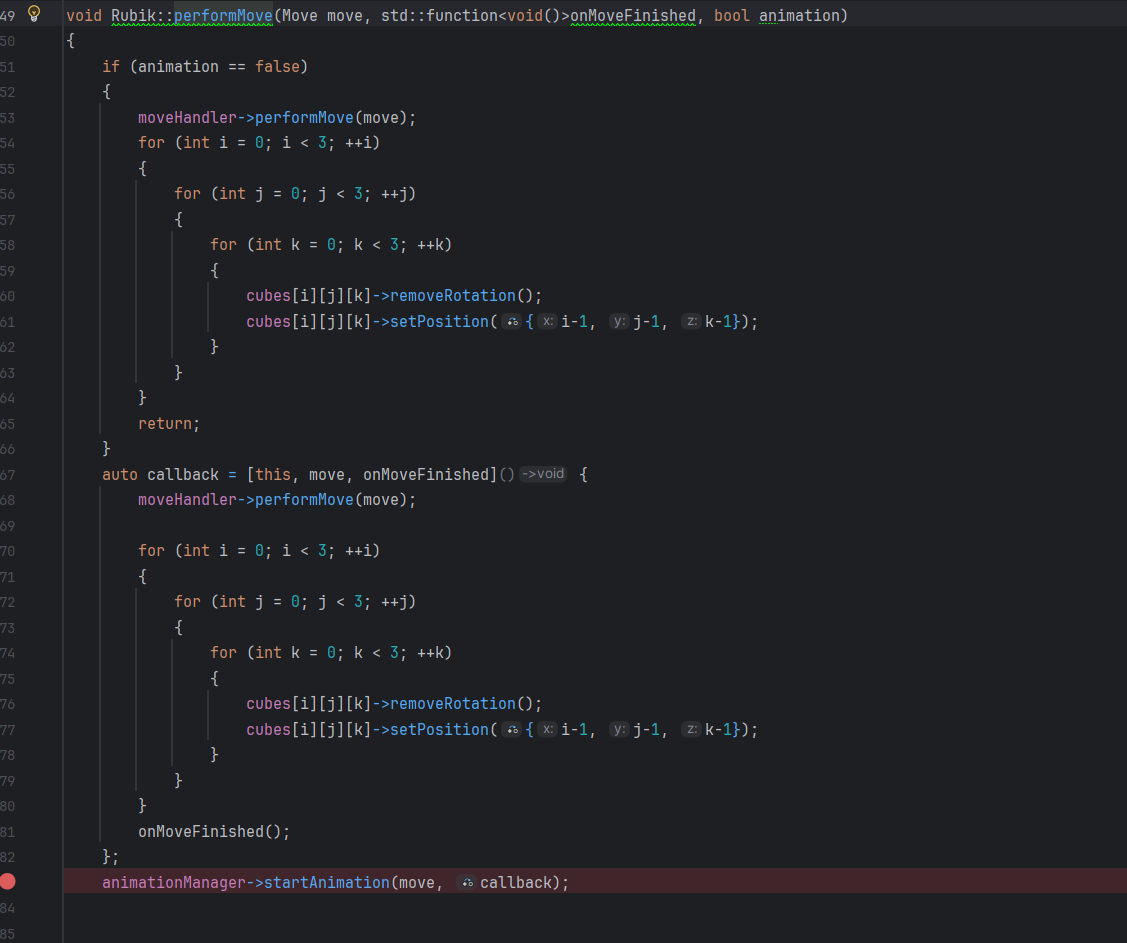 49 void Rubik::performMove(Move move, std::function<void()>onMoveFinished, bool animation)
50 {
51     if (animation == false)
52     {
53         moveHandler->performMove(move);
54         for (int i = 0; i < 3; ++i)
55         {
56             for (int j = 0; j < 3; ++j)
57             {
58                 for (int k = 0; k < 3; ++k)
59                 {
60                     cubes[i][j][k]->removeRotation();
61                     cubes[i][j][k]->setPosition({ x: i-1, y: j-1, z: k-1});
62                 }
63             }
64         }
65         return;
66     }
67     auto callback = [this, move, onMoveFinished]() ->void {
68         moveHandler->performMove(move);
69
70         for (int i = 0; i < 3; ++i)
71         {
72             for (int j = 0; j < 3; ++j)
73             {
74                 for (int k = 0; k < 3; ++k)
75                 {
76                     cubes[i][j][k]->removeRotation();
77                     cubes[i][j][k]->setPosition({ x: i-1, y: j-1, z: k-1});
78                 }
79             }
80         }
81         onMoveFinished();
82     };
    animationManager->startAnimation(move, callback);
84
85